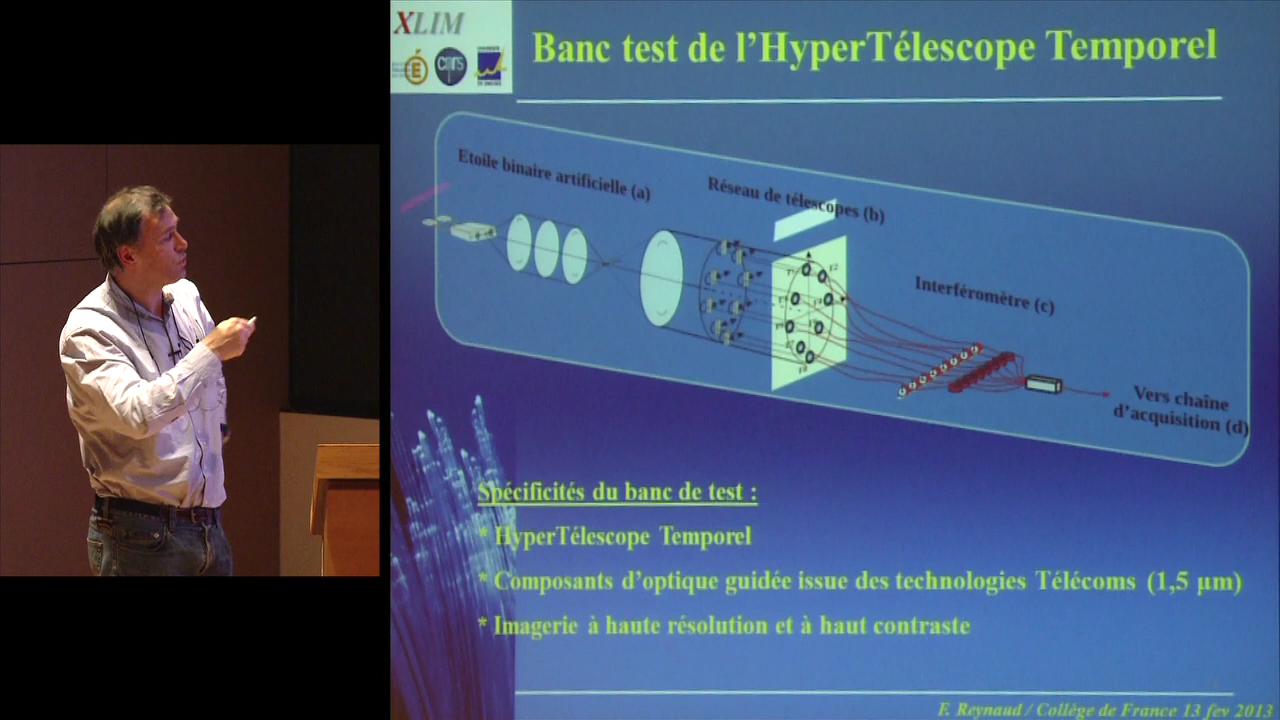 XLIM
cnrs
Banc test de l'HyperTélescope Temporel
Etoile binaire artificielle (a)
Réseau de télescopes (b)
Interféromètre (c)
Vers chaîne
d'acquisition (d)
Spécificités du banc de test :
* HyperTélescope Temporel
* Composants d'optique guidée issue des technologies Télécoms (1,5 µm)
* Imagerie à haute résolution et à haut contraste
F. Reynaud / Collège de France 13 fev 2013